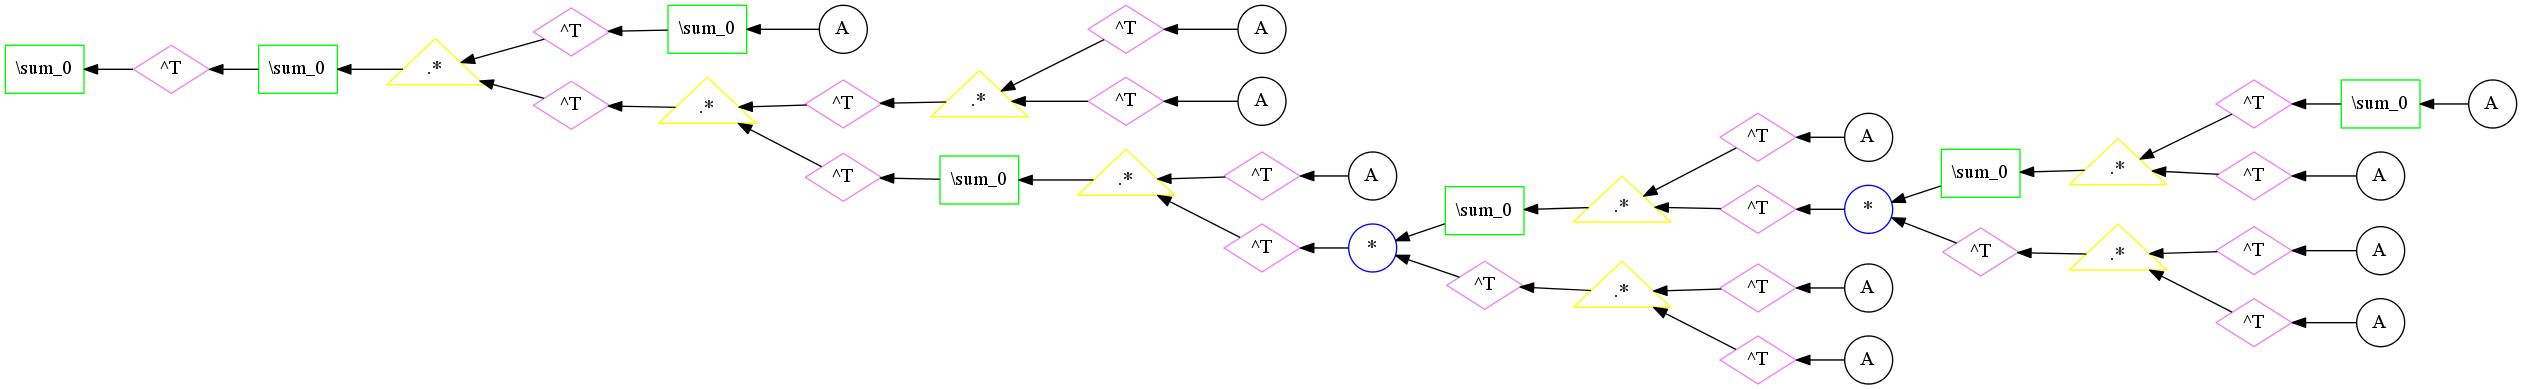 ^T \sum_0 A ^T A
\sum_0 ^T \sum_0 .*
^T .* ^T .* ^T A
^T \sum_0 A
^T A
.*
^T \sum_0 .* ^T A \sum_0 ^T A
\sum_0 .* ^T *
^T * ^T .* ^T A
^T .* ^T A
^T A
^T A